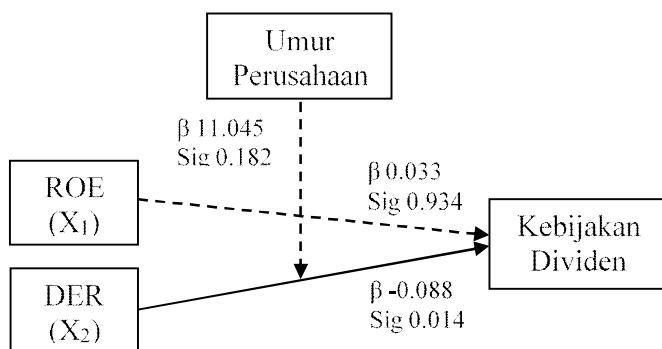 Umur
Perusahaan
β 11.045
Sig 0.182
ROE
(X₁)
β 0.033
Sig 0.934
Kebijakan
Dividen
DER
(X₂)
β -0.088
Sig 0.014